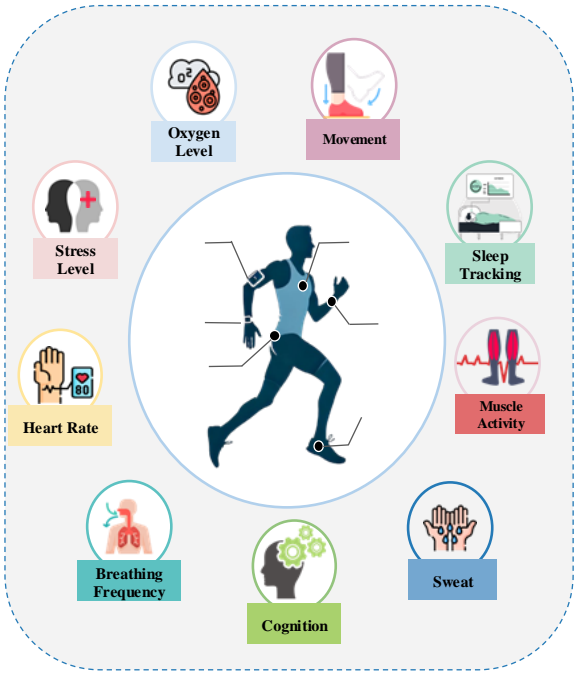 O2
Oxygen
Level
Movement
Stress
Level
Sleep
Tracking
80
Heart Rate
Muscle
Activity
Breathing
Frequency
Sweat
Cognition